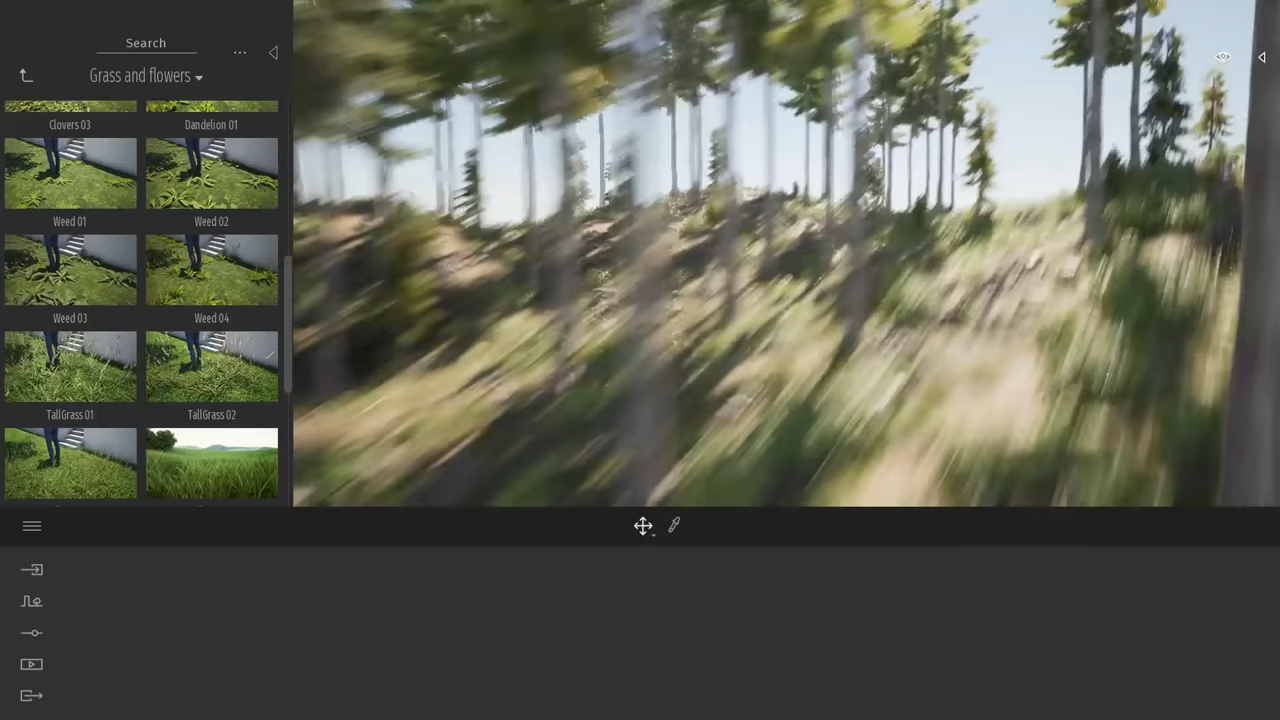 Search
...
Grass and flowers
Clovers 03
Dandelion 01
Weed 01
Weed 02
Weed 03
Weed 04
TallGrass 01
TallGrass 02